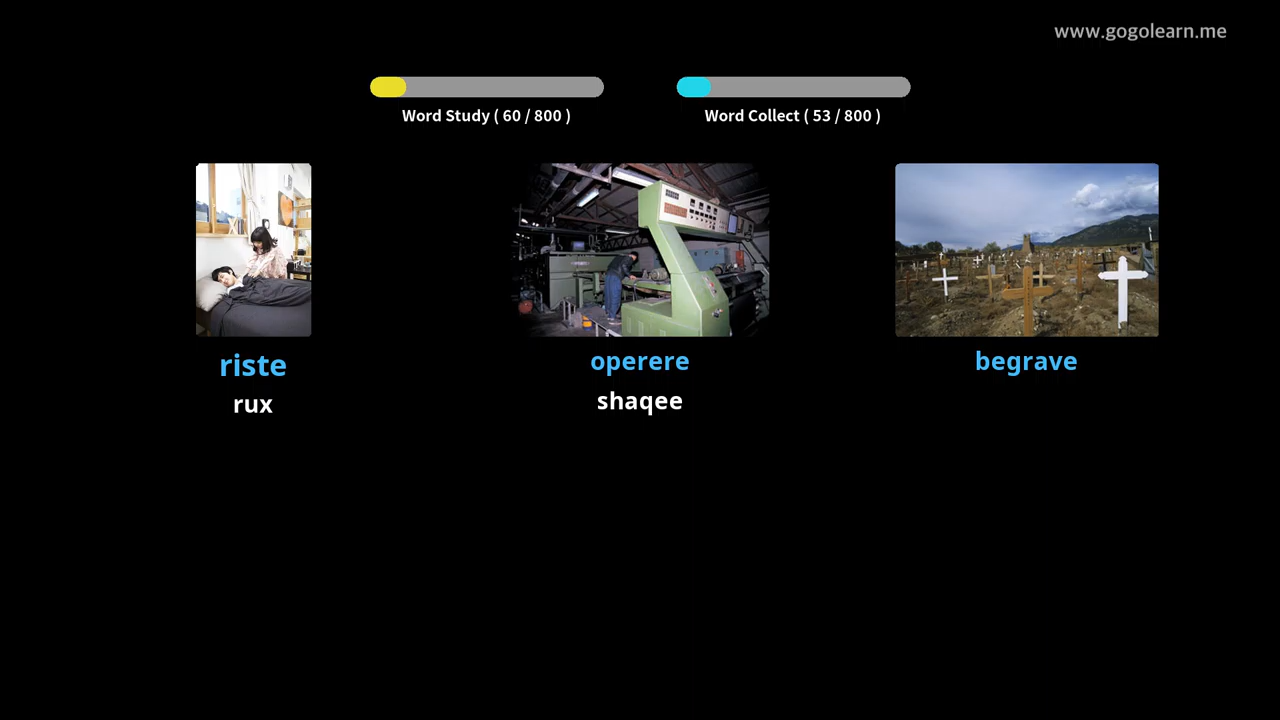 www.gogolearn.me
Word Study ( 60 / 800 )
Word Collect ( 53 / 800 )
riste
operere
begrave
rux
shaqee